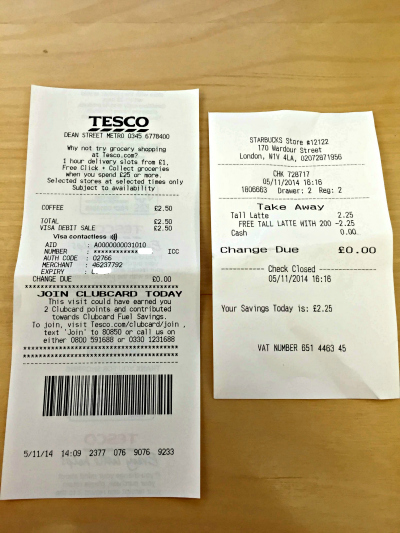 TESCO
DEAN STREET METRO 0345 6778400
Why not try grocery shopping
at Tesco.com?
1 hour delivery slots from £1,
Free Click + Collect groceries
when you spend £25 or more.
Selected stores at selected times only
Subject to availability
COFFEE £2.50
TOTAL £2.50
VISA DEBIT SALE £2.50
Visa contactless
AID : A0000000031010
NUMBER : ************ ICC
AUTH CODE : 02766
MERCHANT : 46237792
EXPIRY :
CHANGE DUE £0.00
JOIN CLUBCARD TODAY
This visit could have earned you
2 Clubcard points and contributed
towards Clubcard Fuel Savings.
To join, visit Tesco.com/clubcard/join ,
text 'Join' to 80850 or call us on
either 0800 591688 or 0330 1231688
5/11/14 14:09 2377 076 9076 9233
STARBUCKS Store #12122
170 Wardour Street
London, W1V 4LA, 02072871956
CHK 728717
05/11/2014 16:16
1806663 Drawer: 2 Reg: 2
Take Away
Tall Latte 2.25
FREE TALL LATTE WITH 200 -2.25
Cash 0.00
Change Due £0.00
Check Closed
05/11/2014 16:16
Your Savings Today is: £2.25
VAT NUMBER 651 4463 45